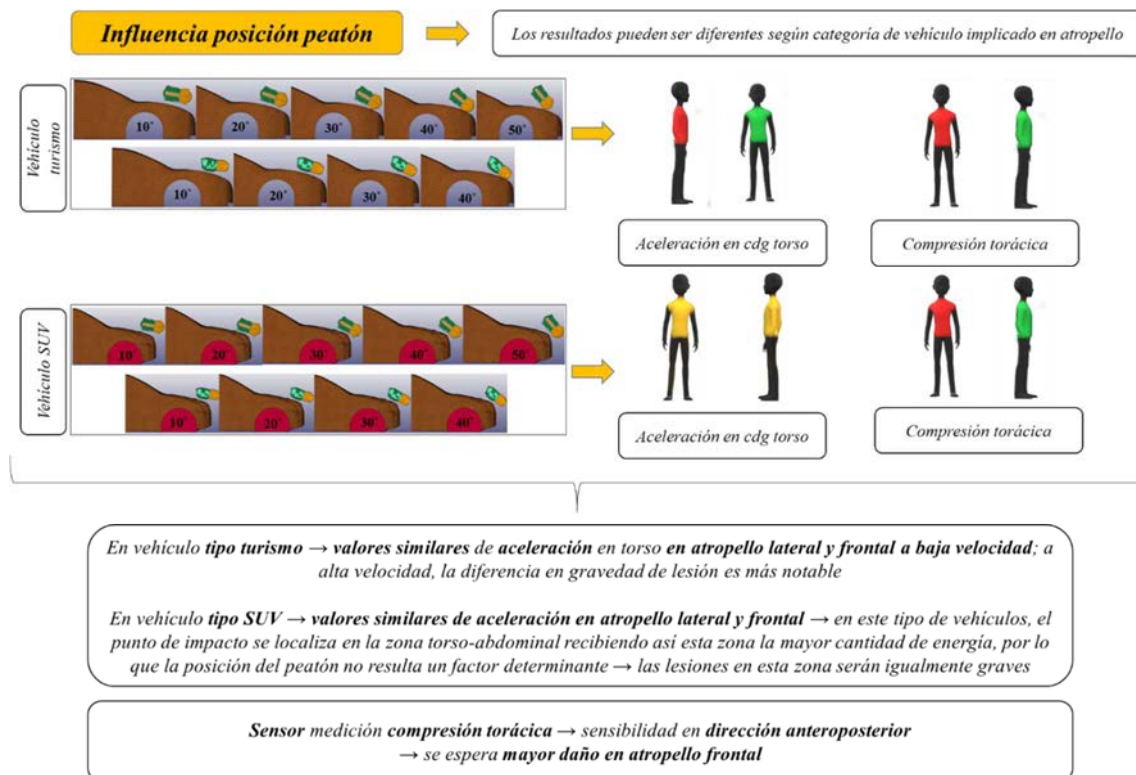 Influencia posición peatón
Los resultados pueden ser diferentes según categoría de vehículo implicado en atropello
Vehículo
turismo
10˚ 20˚ 30˚ 40˚ 50˚
10˚ 20˚ 30˚ 40˚
Aceleración en cdg torso
Compresión torácica
Vehículo SUV
10˚ 20˚ 30˚ 40˚ 50˚
10˚ 20˚ 30˚ 40˚
Aceleración en cdg torso
Compresión torácica
En vehículo tipo turismo → valores similares de aceleración en torso en atropello lateral y frontal a baja velocidad; a
alta velocidad, la diferencia en gravedad de lesión es más notable
En vehículo tipo SUV → valores similares de aceleración en atropello lateral y frontal → en este tipo de vehículos, el
punto de impacto se localiza en la zona torso-abdominal recibiendo así esta zona la mayor cantidad de energía, por lo
que la posición del peatón no resulta un factor determinante → las lesiones en esta zona serán igualmente graves
Sensor medición compresión torácica → sensibilidad en dirección anteroposterior
→ se espera mayor daño en atropello frontal